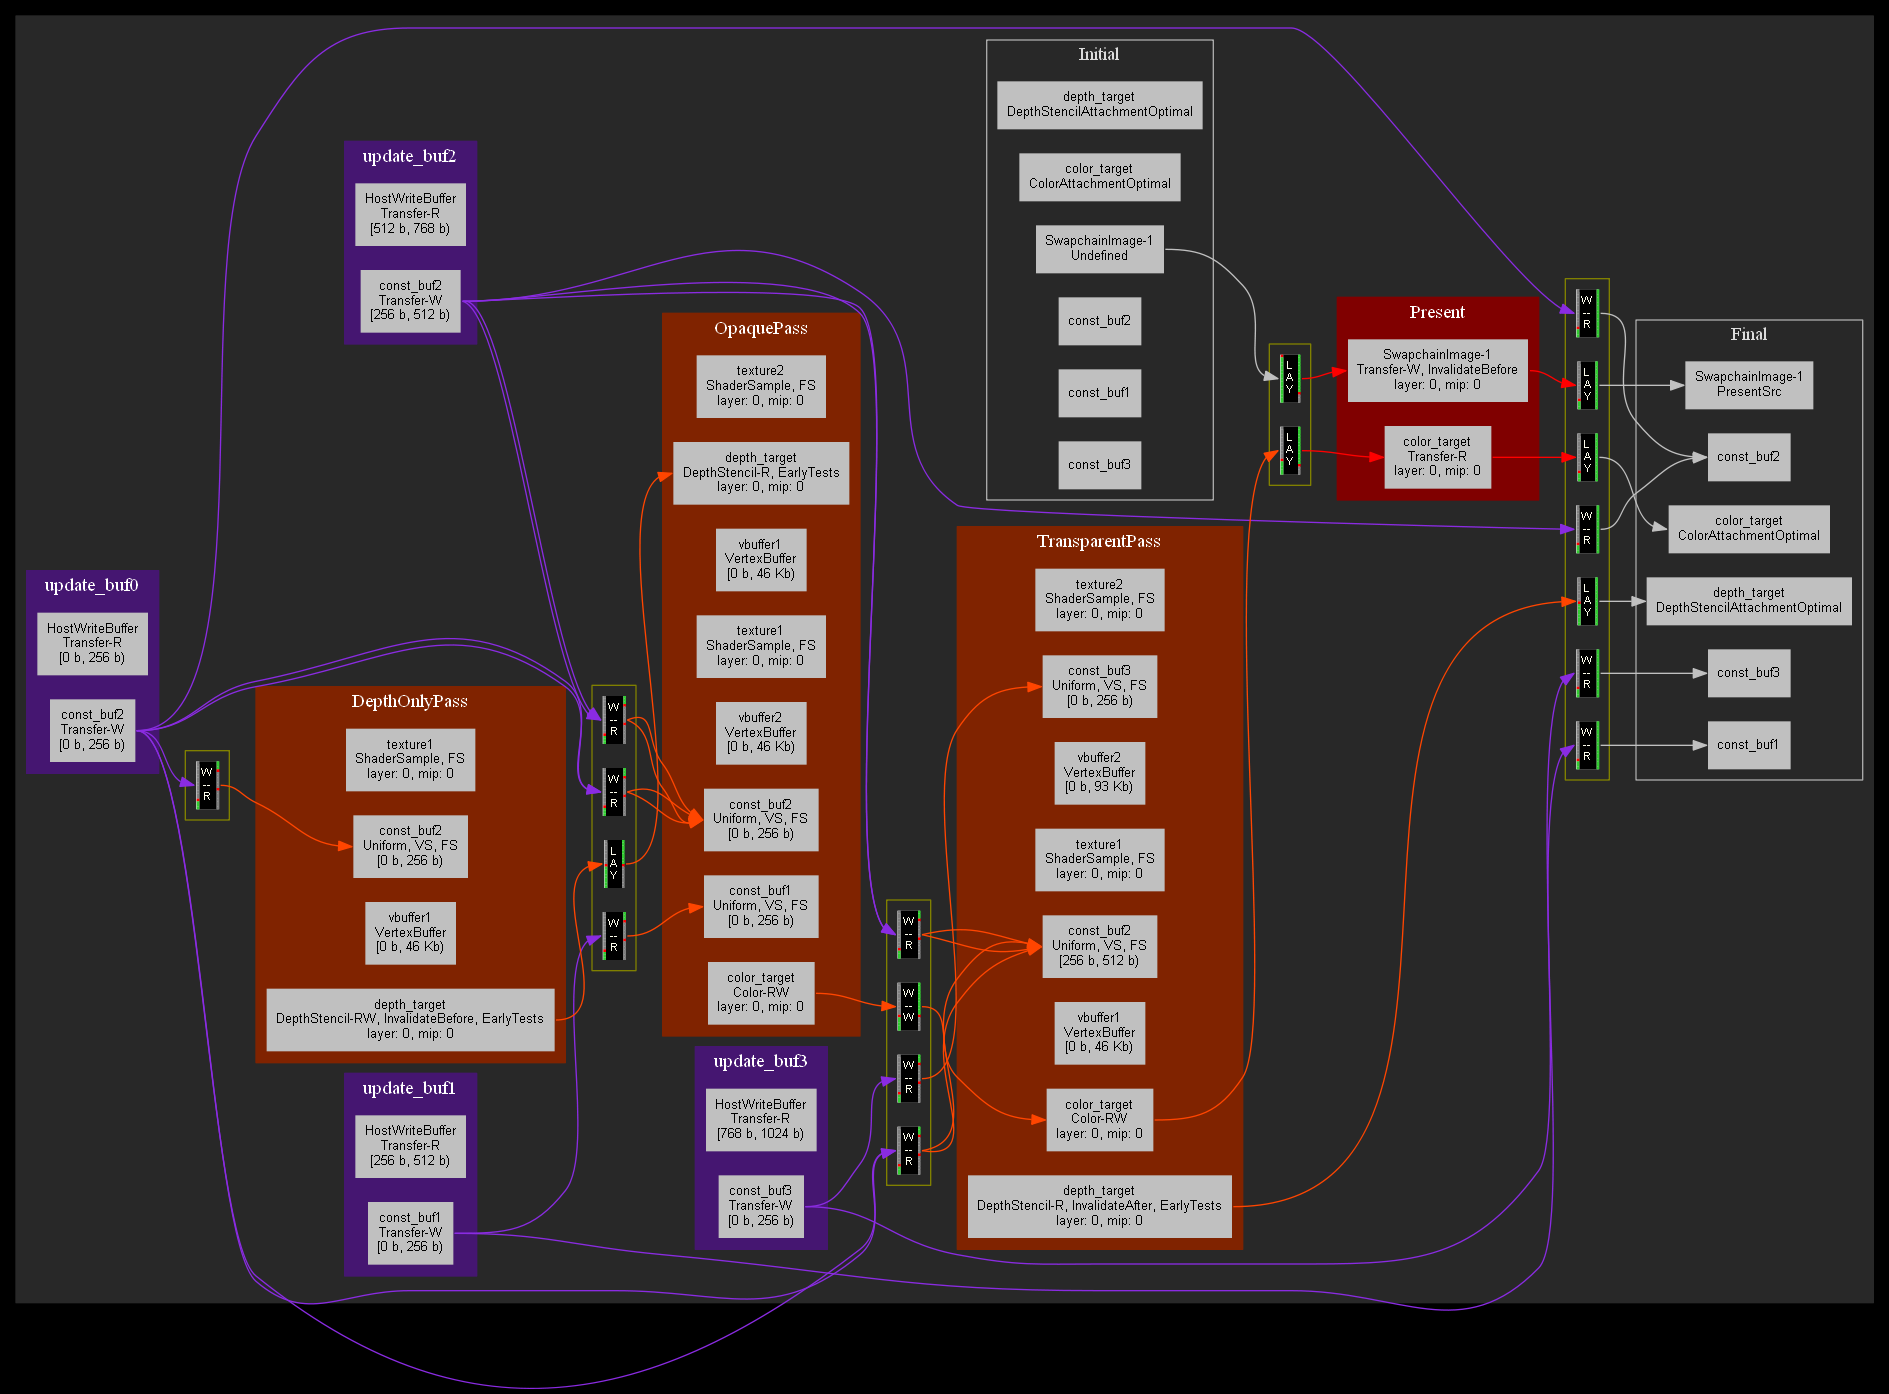 update_buf0
HostWriteBuffer
Transfer-R
[0 b, 256 b)
const_buf2
Transfer-W
[0 b, 256 b)
W
--
R
update_buf2
HostWriteBuffer
Transfer-R
[512 b, 768 b)
const_buf2
Transfer-W
[256 b, 512 b)
DepthOnlyPass
texture1
ShaderSample, FS
layer: 0, mip: 0
const_buf2
Uniform, VS, FS
[0 b, 256 b)
vbuffer1
VertexBuffer
[0 b, 46 Kb)
depth_target
DepthStencil-RW, InvalidateBefore, EarlyTests
layer: 0, mip: 0
update_buf1
HostWriteBuffer
Transfer-R
[256 b, 512 b)
const_buf1
Transfer-W
[0 b, 256 b)
W
--
R
W
--
R
L
A
Y
W
--
R
OpaquePass
texture2
ShaderSample, FS
layer: 0, mip: 0
depth_target
DepthStencil-R, EarlyTests
layer: 0, mip: 0
vbuffer1
VertexBuffer
[0 b, 46 Kb)
texture1
ShaderSample, FS
layer: 0, mip: 0
vbuffer2
VertexBuffer
[0 b, 46 Kb)
const_buf2
Uniform, VS, FS
[0 b, 256 b)
const_buf1
Uniform, VS, FS
[0 b, 256 b)
color_target
Color-RW
layer: 0, mip: 0
update_buf3
HostWriteBuffer
Transfer-R
[768 b, 1024 b)
const_buf3
Transfer-W
[0 b, 256 b)
W
--
R
W
--
W
W
--
R
W
--
R
Initial
depth_target
DepthStencilAttachmentOptimal
color_target
ColorAttachmentOptimal
SwapchainImage-1
Undefined
const_buf2
const_buf1
const_buf3
TransparentPass
texture2
ShaderSample, FS
layer: 0, mip: 0
const_buf3
Uniform, VS, FS
[0 b, 256 b)
vbuffer2
VertexBuffer
[0 b, 93 Kb)
texture1
ShaderSample, FS
layer: 0, mip: 0
const_buf2
Uniform, VS, FS
[256 b, 512 b)
vbuffer1
VertexBuffer
[0 b, 46 Kb)
color_target
Color-RW
layer: 0, mip: 0
depth_target
DepthStencil-R, InvalidateAfter, EarlyTests
layer: 0, mip: 0
L
A
Y
L
A
Y
Present
SwapchainImage-1
Transfer-W, InvalidateBefore
layer: 0, mip: 0
color_target
Transfer-R
layer: 0, mip: 0
W
--
R
L
A
Y
L
A
Y
W
--
R
L
A
Y
W
--
R
W
--
R
Final
SwapchainImage-1
PresentSrc
const_buf2
color_target
ColorAttachmentOptimal
depth_target
DepthStencilAttachmentOptimal
const_buf3
const_buf1